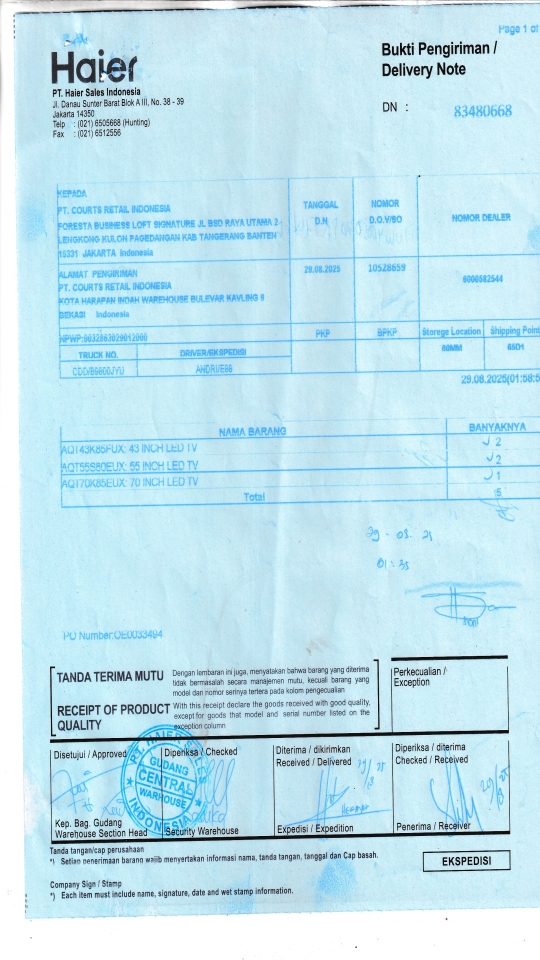 Page 1 of
Haier
Bukti Pengiriman /
Delivery Note
PT. Haier Sales Indonesia
Jl. Danau Sunter Barat Blok A III, No. 38 - 39
Jakarta 14350
Telp : (021) 6505668 (Hunting)
Fax : (021) 6512556
DN : 83480668
KEPADA
PT. COURTS RETAIL INDONESIA
FORESTA BUSINESS LOFT SIGNATURE JL BSD RAYA UTAMA 2
LENGKONG KULON PAGEDANGAN KAB TANGERANG BANTEN
15331 JAKARTA Indonesia
TANGGAL
D.N
NOMOR
D.O.V/SO
NOMOR DEALER
ALAMAT PENGIRIMAN
PT. COURTS RETAIL INDONESIA
KOTA HARAPAN INDAH WAREHOUSE BULEVAR KAVLING 8
BEKASI Indonesia
29.08.2025
10528659
6000582544
PKP
BPKP
Storege Location
Shipping Point
TRUCK NO.
DRIVER/EKSPEDISI
29.08.2025(01:58:5
NAMA BARANG
BANYAKNYA
AQT43K85FUX: 43 INCH LED TV 2
AQT55S80EUX: 55 INCH LED TV 2
AQT70K85EUX: 70 INCH LED TV 1
Total 5
01:35
PO Number:OE0033494
TANDA TERIMA MUTU
Dengan lembaran ini juga, menyatakan bahwa barang yang diterima
tidak bermasalah secara manajemen mutu, kecuali barang yang
model dan nomor serinya tertera pada kolom pengecualian
RECEIPT OF PRODUCT
QUALITY
With this receipt declare the goods received with good quality,
except for goods that model and serial number listed on the
exception column
Perkecualian /
Exception
Disetujui / Approved
Diperiksa / Checked
Diterima / dikirimkan
Received / Delivered
Diperiksa / diterima
Checked / Received
GUDANG
CENTRAL
WARHOUSE
INDONESIA
Kep. Bag. Gudang
Warehouse Section Head
Security Warehouse
Expedisi / Expedition
Penerima / Receiver
Tanda tangan/cap perusahaan
*) Setiap penerimaan barang wajib menyertakan informasi nama, tanda tangan, tanggal dan Cap basah.
EKSPEDISI
Company Sign / Stamp
*) Each item must include name, signature, date and wet stamp information.